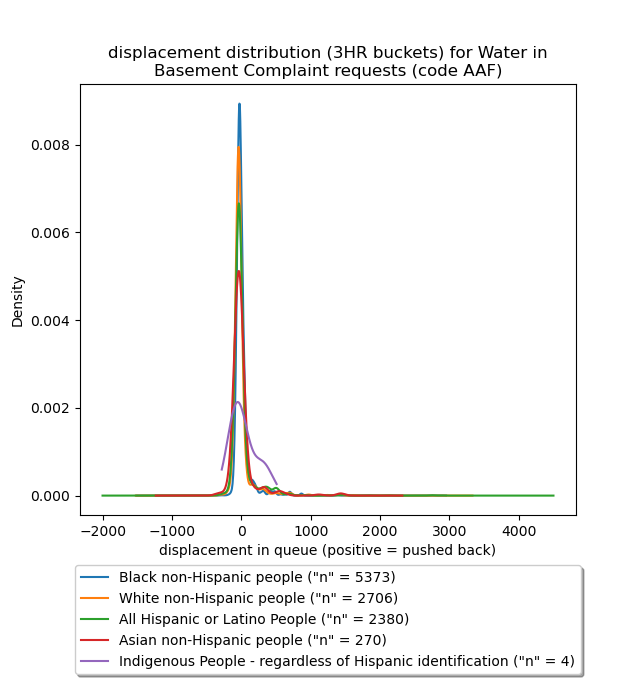 displacement distribution (3HR buckets) for Water in
Basement Complaint requests (code AAF)
Density
0.008
0.006
0.004
0.002
0.000
−2000 −1000 0 1000 2000 3000 4000
displacement in queue (positive = pushed back)
Black non-Hispanic people ("n" = 5373)
White non-Hispanic people ("n" = 2706)
All Hispanic or Latino People ("n" = 2380)
Asian non-Hispanic people ("n" = 270)
Indigenous People - regardless of Hispanic identification ("n" = 4)